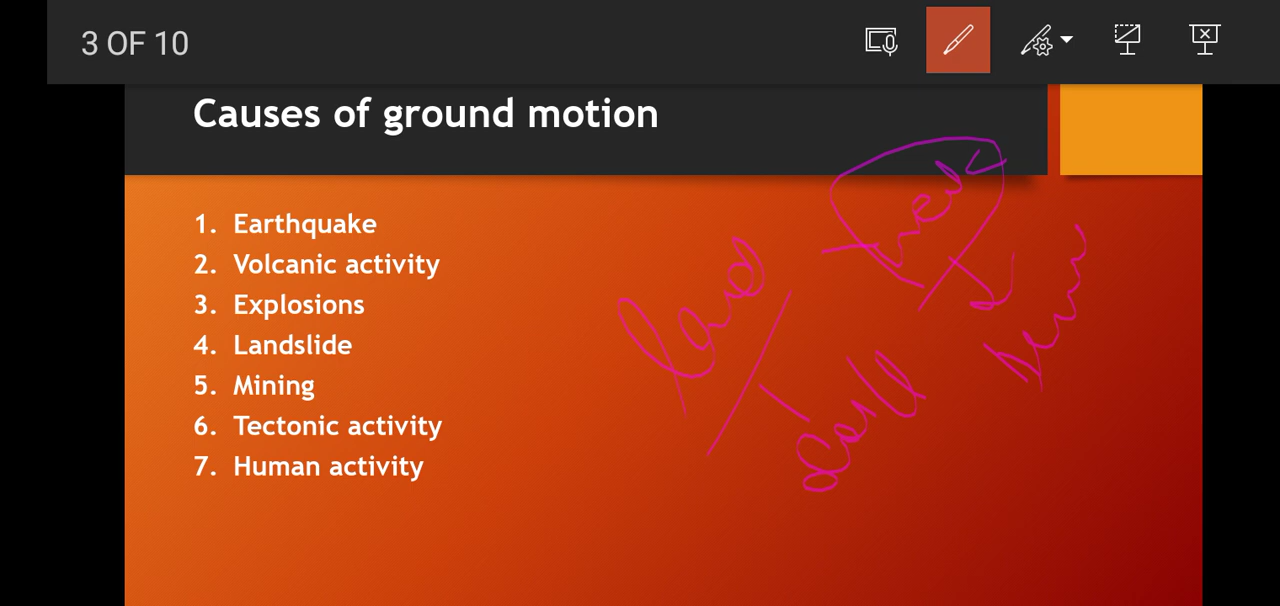 3 OF 10
Causes of ground motion
1. Earthquake
2. Volcanic activity
3. Explosions
4. Landslide
5. Mining
6. Tectonic activity
7. Human activity